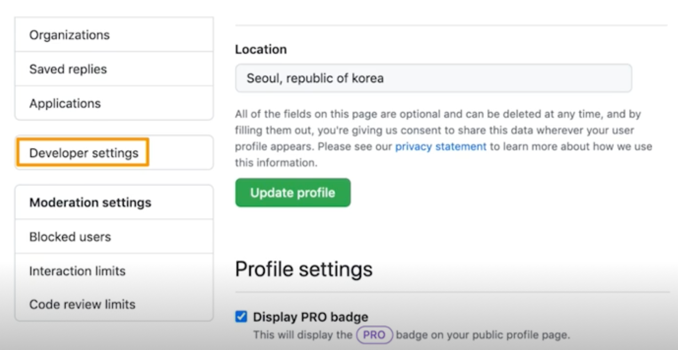 Organizations
Saved replies
Applications
Developer settings
Moderation settings
Blocked users
Interaction limits
Code review limits
Location
Seoul, republic of korea
All of the fields on this page are optional and can be deleted at any time, and by
filling them out, you're giving us consent to share this data wherever your user
profile appears. Please see our privacy statement to learn more about how we use
this information.
Update profile
Profile settings
Display PRO badge
This will display the PRO badge on your public profile page.